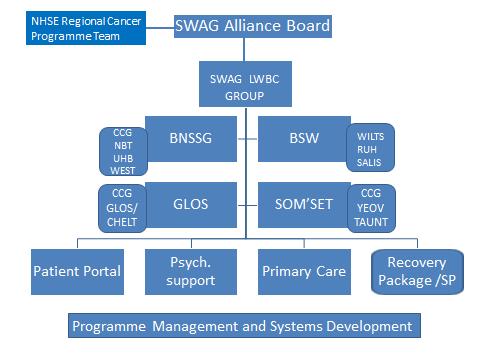 NHSE Regional Cancer
Programme Team
SWAG Alliance Board
SWAG LWBC
GROUP
CCG
NBT
UHB
WEST
BNSSG
BSW
WILTS
RUH
SALIS
CCG
GLOS/
CHELT
GLOS
SOM’SET
CCG
YEOV
TAUNT
Patient Portal
Psych.
support
Primary Care
Recovery
Package /SP
Programme Management and Systems Development